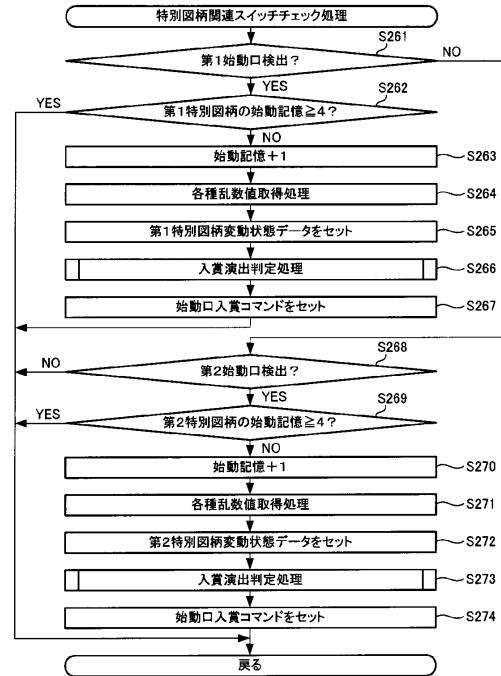 特別図柄関連スイッチチェック処理
S261
第1始動口検出？
NO
YES
S262
YES
第1特別図柄の始動記憶≧4？
NO
始動記憶＋1
S263
各種乱数値取得処理
S264
第1特別図柄変動状態データをセット
S265
入賞演出判定処理
S266
始動口入賞コマンドをセット
S267
S268
NO
第2始動口検出？
YES
S269
YES
第2特別図柄の始動記憶≧4？
NO
始動記憶＋1
S270
各種乱数値取得処理
S271
第2特別図柄変動状態データをセット
S272
入賞演出判定処理
S273
始動口入賞コマンドをセット
S274
戻る